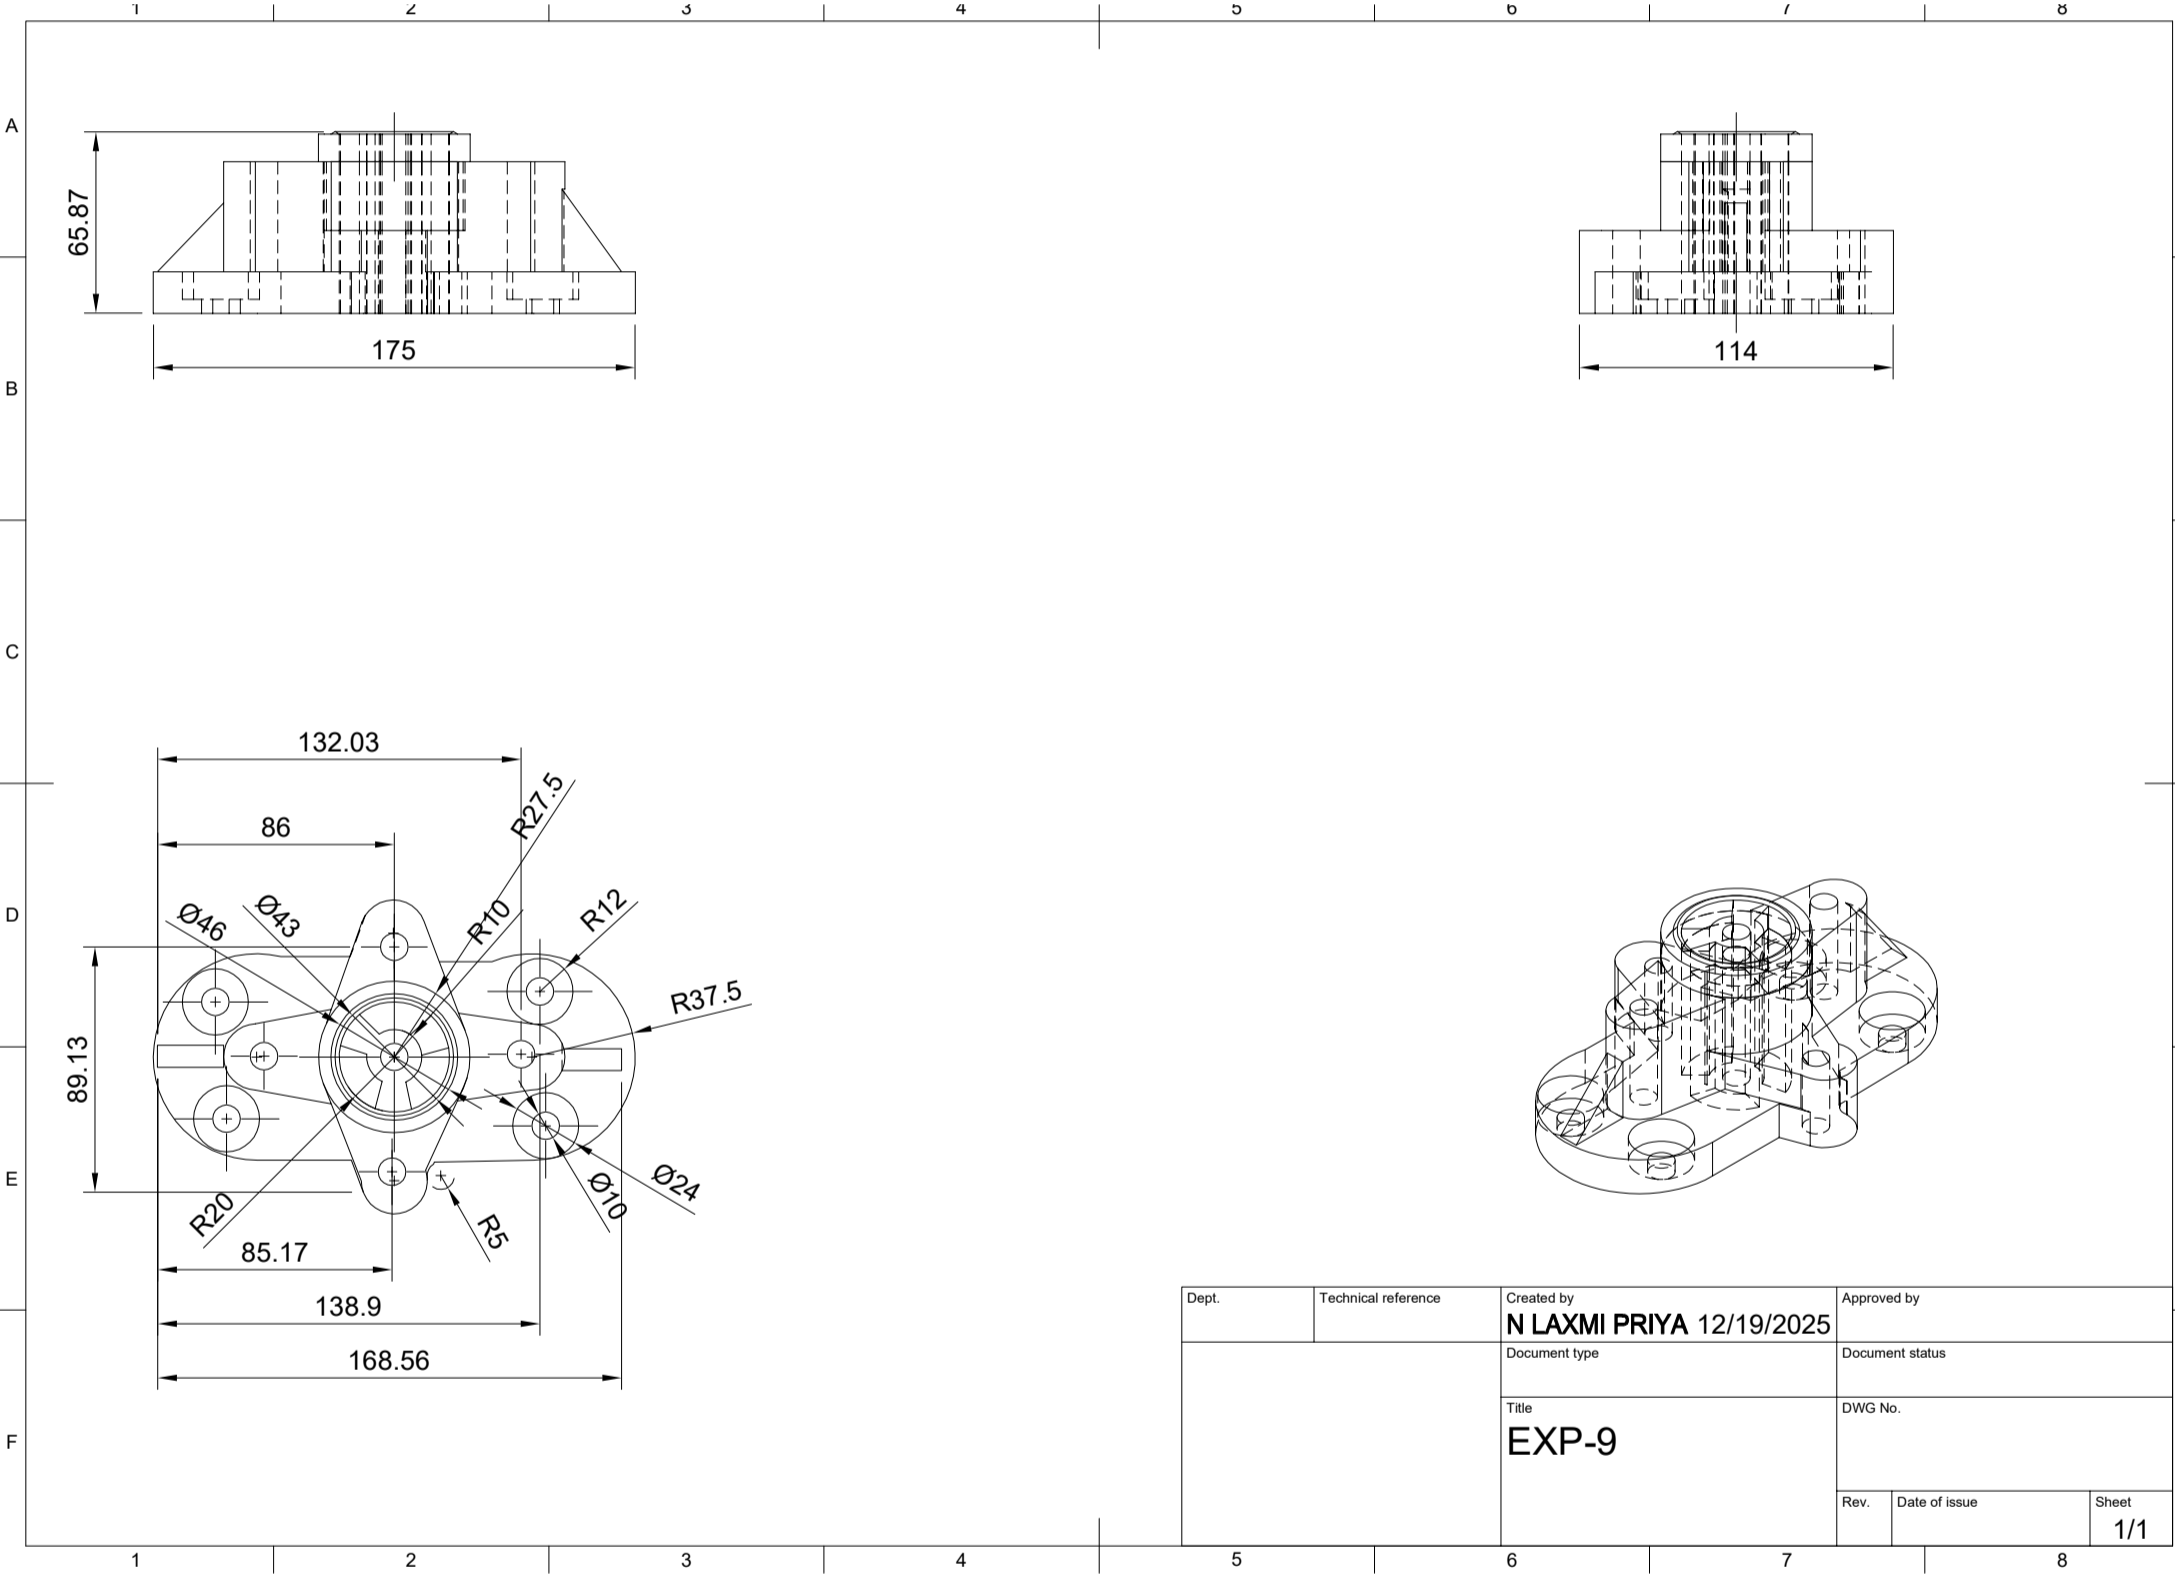 1 2 3 4 5 6 7 8
A
65.87
175
114
B
C
132.03
86
R27.5
Ø46
Ø43
R10
R12
D
R37.5
89.13
R20
R5
Ø10
Ø24
E
85.17
138.9
168.56
F
Dept.
Technical reference
Created by
N LAXMI PRIYA 12/19/2025
Approved by
Document type
Document status
Title
EXP-9
DWG No.
Rev.
Date of issue
Sheet
1/1
1 2 3 4 5 6 7 8